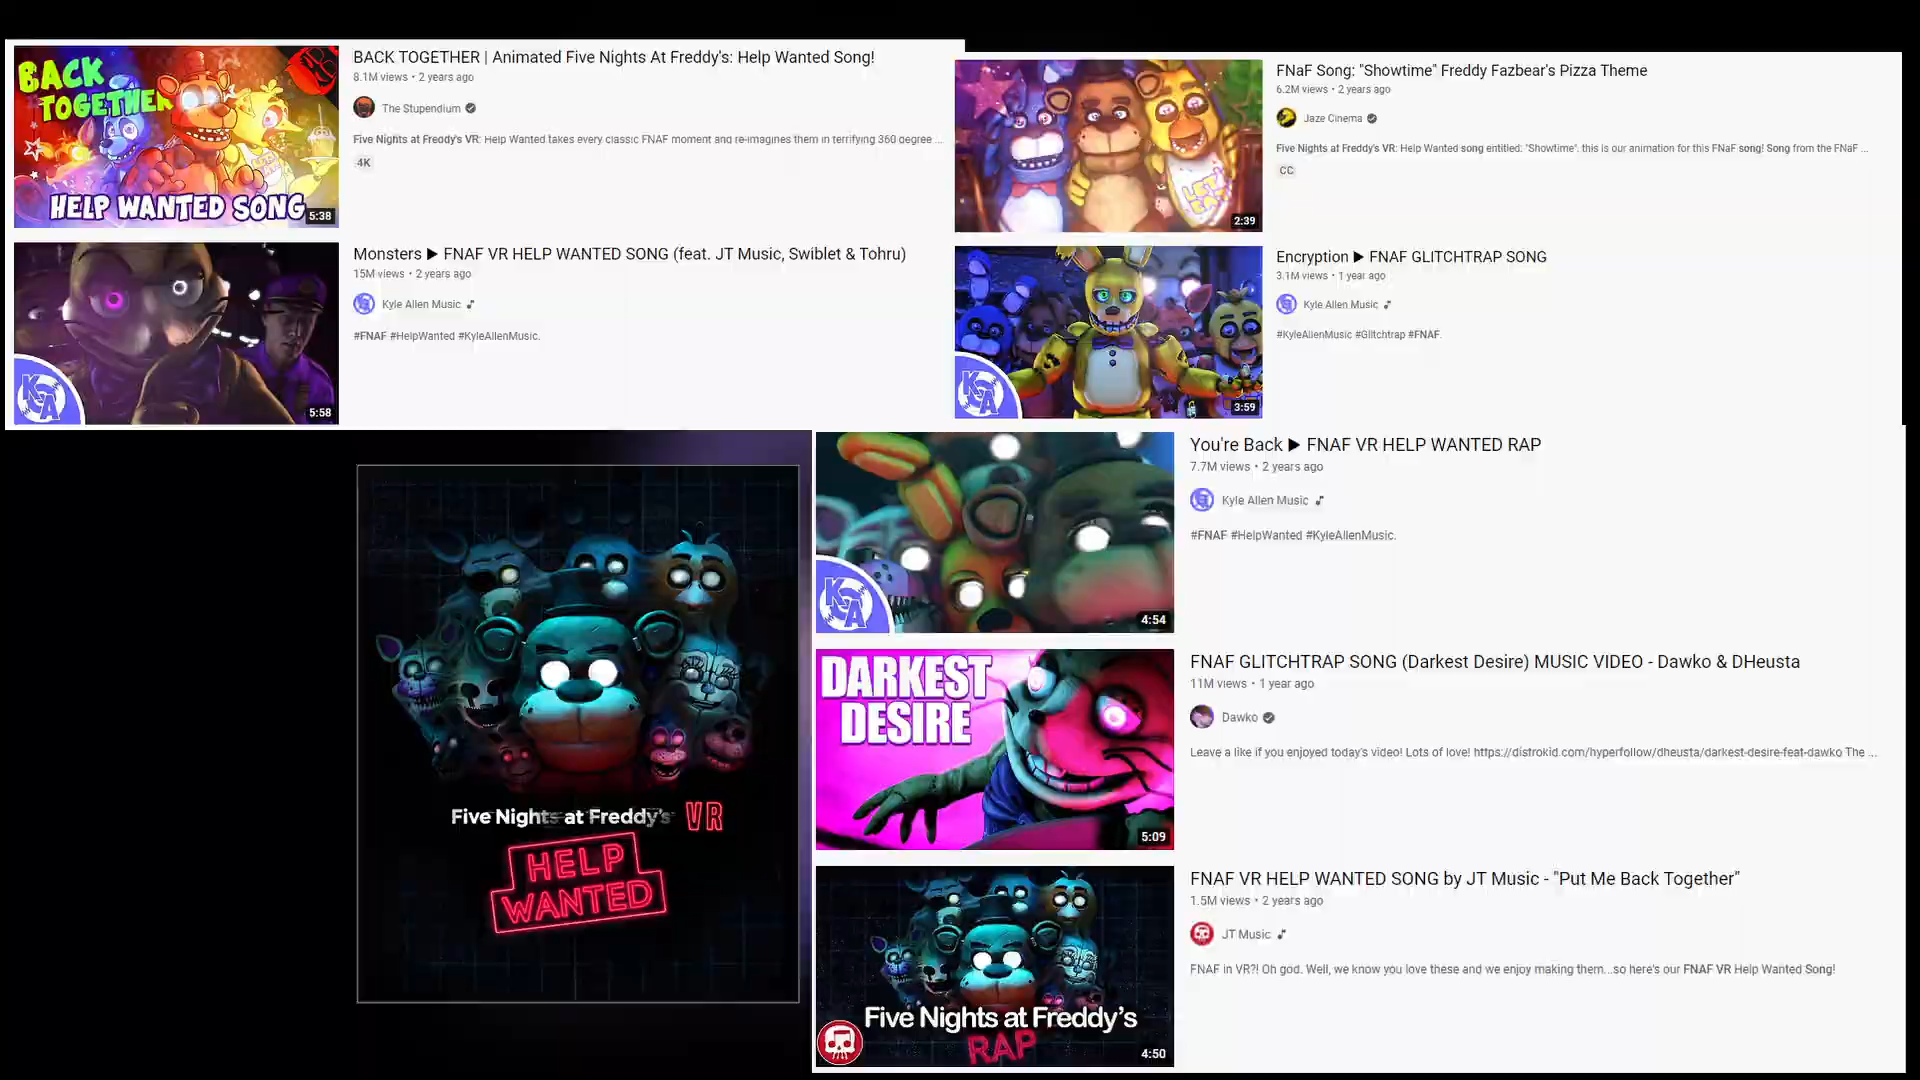 BACK
TOGETHER
HELP WANTED SONG
5:38
BACK TOGETHER | Animated Five Nights At Freddy's: Help Wanted Song!
8.1M views • 2 years ago
The Stupendium
Five Nights at Freddy's VR: Help Wanted takes every classic FNAF moment and re-imagines them in terrifying 360 degree ...
4K
KA
5:58
Monsters ▶ FNAF VR HELP WANTED SONG (feat. JT Music, Swiblet & Tohru)
15M views • 2 years ago
Kyle Allen Music
#FNAF #HelpWanted #KyleAllenMusic.
LET'S
EAT
2:39
FNaF Song: "Showtime" Freddy Fazbear's Pizza Theme
6.2M views • 2 years ago
Jaze Cinema
Five Nights at Freddy's VR: Help Wanted song entitled: "Showtime". this is our animation for this FNaF song! Song from the FNaF ...
CC
KA
3:59
Encryption ▶ FNAF GLITCHTRAP SONG
3.1M views • 1 year ago
Kyle Allen Music
#KyleAllenMusic #Glitchtrap #FNAF.
Five Nights at Freddy's VR
HELP
WANTED
KA
4:54
You're Back ▶ FNAF VR HELP WANTED RAP
7.7M views • 2 years ago
Kyle Allen Music
#FNAF #HelpWanted #KyleAllenMusic.
DARKEST
DESIRE
5:09
FNAF GLITCHTRAP SONG (Darkest Desire) MUSIC VIDEO - Dawko & DHeusta
11M views • 1 year ago
Dawko
Leave a like if you enjoyed today's video! Lots of love! https://distrokid.com/hyperfollow/dheusta/darkest-desire-feat-dawko The ...
Five Nights at Freddy's
RAP
4:50
FNAF VR HELP WANTED SONG by JT Music - "Put Me Back Together"
1.5M views • 2 years ago
JT Music
FNAF in VR?! Oh god. Well, we know you love these and we enjoy making them...so here's our FNAF VR Help Wanted Song!